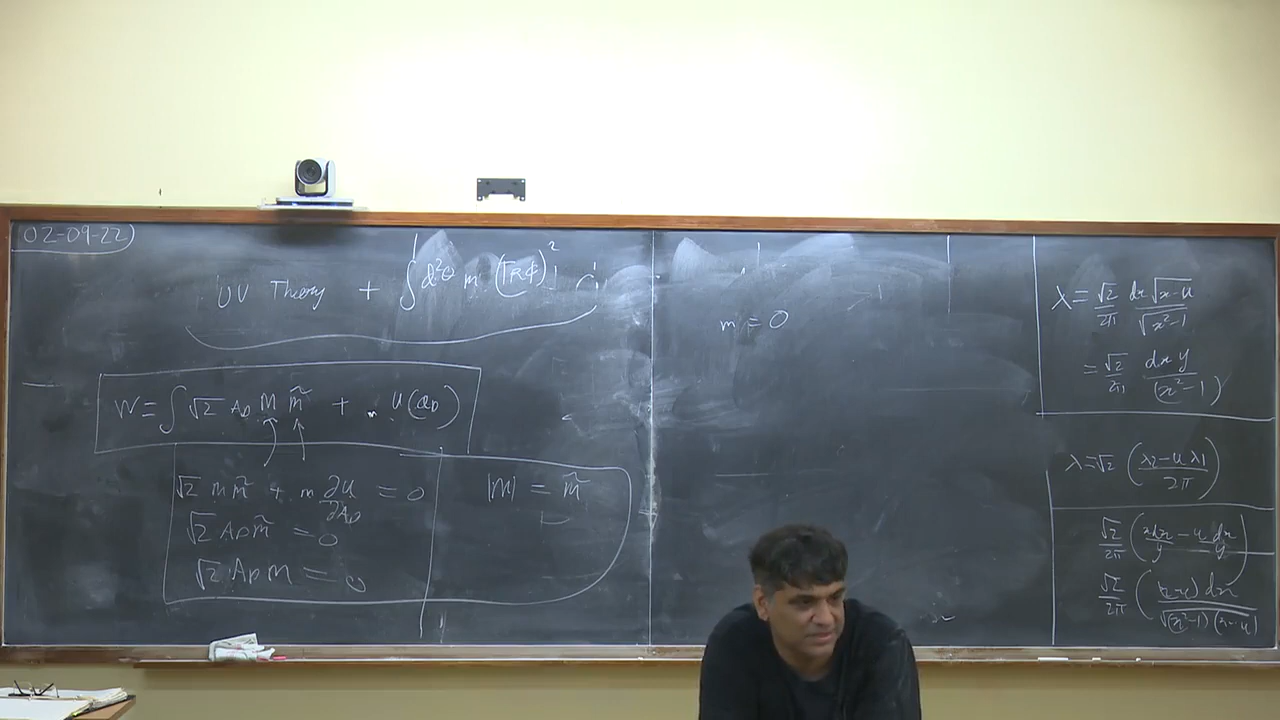 02-09-22
UV Theory + ∫ d²θ m (Tr ϕ)²
W = ∫ √2 A_D M M̃ + m U(a_D)
√2 M M̃ + m ∂u/∂A_D = 0
√2 A_D M̃ = 0
√2 A_D M = 0
|M| = M̃
m = 0
λ = √2/2π dx √(x-u)/√(x²-1)
= √2/2π dx y/(x²-1)
λ = √2 ((λ2 - u λ1)/2π)
√2/2π (x dx/y - u dx/y)
√2/2π ((x-u) dx/√((x²-1)(x-u)))